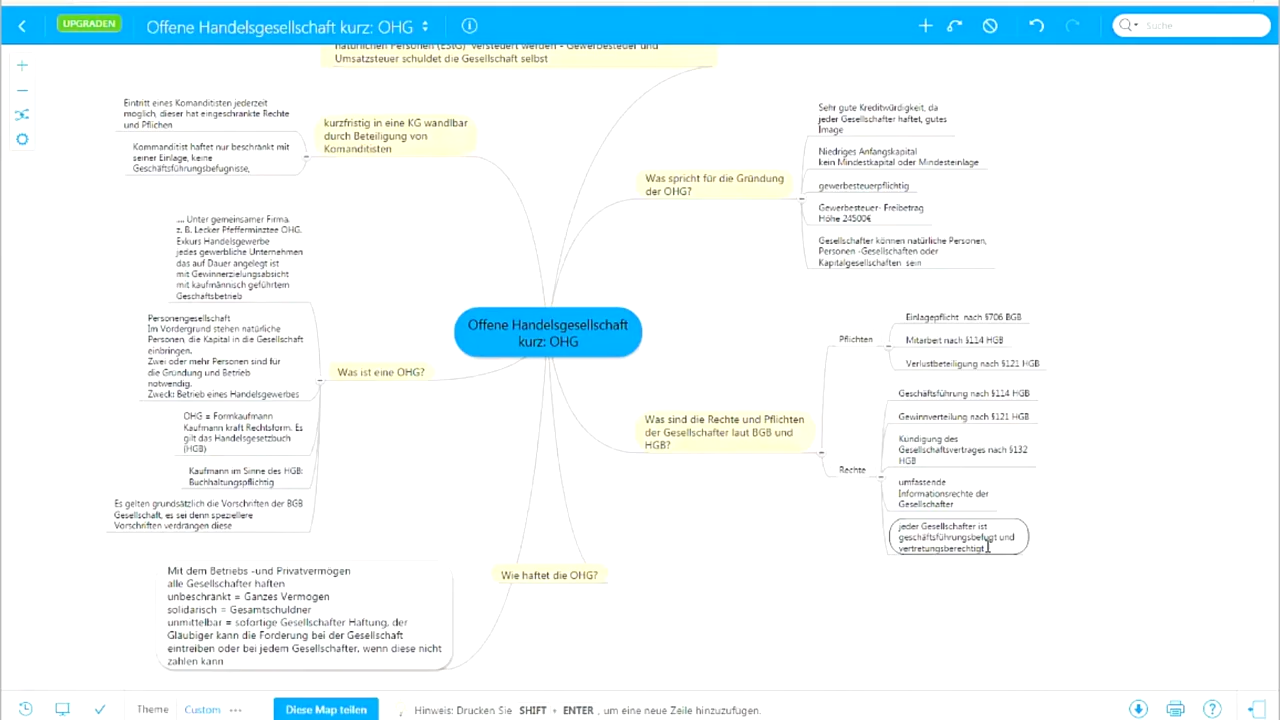 UPGRADEN
Offene Handelsgesellschaft kurz: OHG
Suche
natürlichen Personen (EStG) versteuert werden - Gewerbesteuer und
Umsatzsteuer schuldet die Gesellschaft selbst
Eintritt eines Komanditisten jederzeit
möglich, dieser hat eingeschränkte Rechte
und Pflichen
Kommanditist haftet nur beschränkt mit
seiner Einlage, keine
Geschäftsführungsbefugnisse,
kurzfristig in eine KG wandlbar
durch Beteiligung von
Komanditisten
.... Unter gemeinsamer Firma.
z. B. Lecker Pfefferminztee OHG.
Exkurs Handelsgewerbe
jedes gewerbliche Unternehmen
das auf Dauer angelegt ist
mit Gewinnerzielungsabsicht
mit kaufmännisch geführtem
Geschäftsbetrieb
Personengesellschaft
Im Vordergrund stehen natürliche
Personen, die Kapital in die Gesellschaft
einbringen.
Zwei oder mehr Personen sind für
die Gründung und Betrieb
notwendig.
Zweck: Betrieb eines Handelsgewerbes
OHG = Formkaufmann
Kaufmann kraft Rechtsform. Es
gilt das Handelsgesetzbuch
(HGB)
Kaufmann im Sinne des HGB:
Buchhaltungspflichtig
Es gelten grundsätzlich die Vorschriften der BGB
Gesellschaft, es sei denn speziellere
Vorschriften verdrängen diese
Was ist eine OHG?
Offene Handelsgesellschaft
kurz: OHG
Mit dem Betriebs -und Privatvermögen
alle Gesellschafter haften
unbeschränkt = Ganzes Vermögen
solidarisch = Gesamtschuldner
unmittelbar = sofortige Gesellschafter Haftung, der
Gläubiger kann die Forderung bei der Gesellschaft
eintreiben oder bei jedem Gesellschafter, wenn diese nicht
zahlen kann
Wie haftet die OHG?
Was spricht für die Gründung
der OHG?
Sehr gute Kreditwürdigkeit, da
jeder Gesellschafter haftet, gutes
Image
Niedriges Anfangskapital
kein Mindestkapital oder Mindesteinlage
gewerbesteuerpflichtig
Gewerbesteuer- Freibetrag
Höhe 24500€
Gesellschafter können natürliche Personen,
Personen -Gesellschaften oder
Kapitalgesellschaften sein
Was sind die Rechte und Pflichten
der Gesellschafter laut BGB und
HGB?
Pflichten
Einlagepflicht nach §706 BGB
Mitarbeit nach §114 HGB
Verlustbeteiligung nach §121 HGB
Rechte
Geschäftsführung nach §114 HGB
Gewinnverteilung nach §121 HGB
Kündigung des
Gesellschaftsvertrages nach §132
HGB
umfassende
Informationsrechte der
Gesellschafter
jeder Gesellschafter ist
geschäftsführungsbefugt und
vertretungsberechtigt
Theme
Custom
Diese Map teilen
Hinweis: Drücken Sie SHIFT + ENTER , um eine neue Zeile hinzuzufügen.